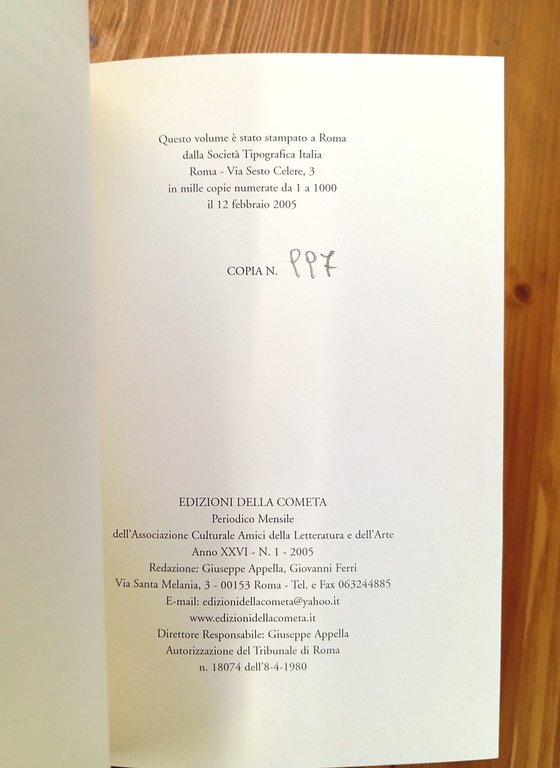 Questo volume è stato stampato a Roma
dalla Società Tipografica Italia
Roma - Via Sesto Celere, 3
in mille copie numerate da 1 a 1000
il 12 febbraio 2005
COPIA N. 997
EDIZIONI DELLA COMETA
Periodico Mensile
dell'Associazione Culturale Amici della Letteratura e dell'Arte
Anno XXVI - N. 1 - 2005
Redazione: Giuseppe Appella, Giovanni Ferri
Via Santa Melania, 3 - 00153 Roma - Tel. e Fax 063244885
E-mail: edizionidellacometa@yahoo.it
www.edizionidellacometa.it
Direttore Responsabile: Giuseppe Appella
Autorizzazione del Tribunale di Roma
n. 18074 dell'8-4-1980